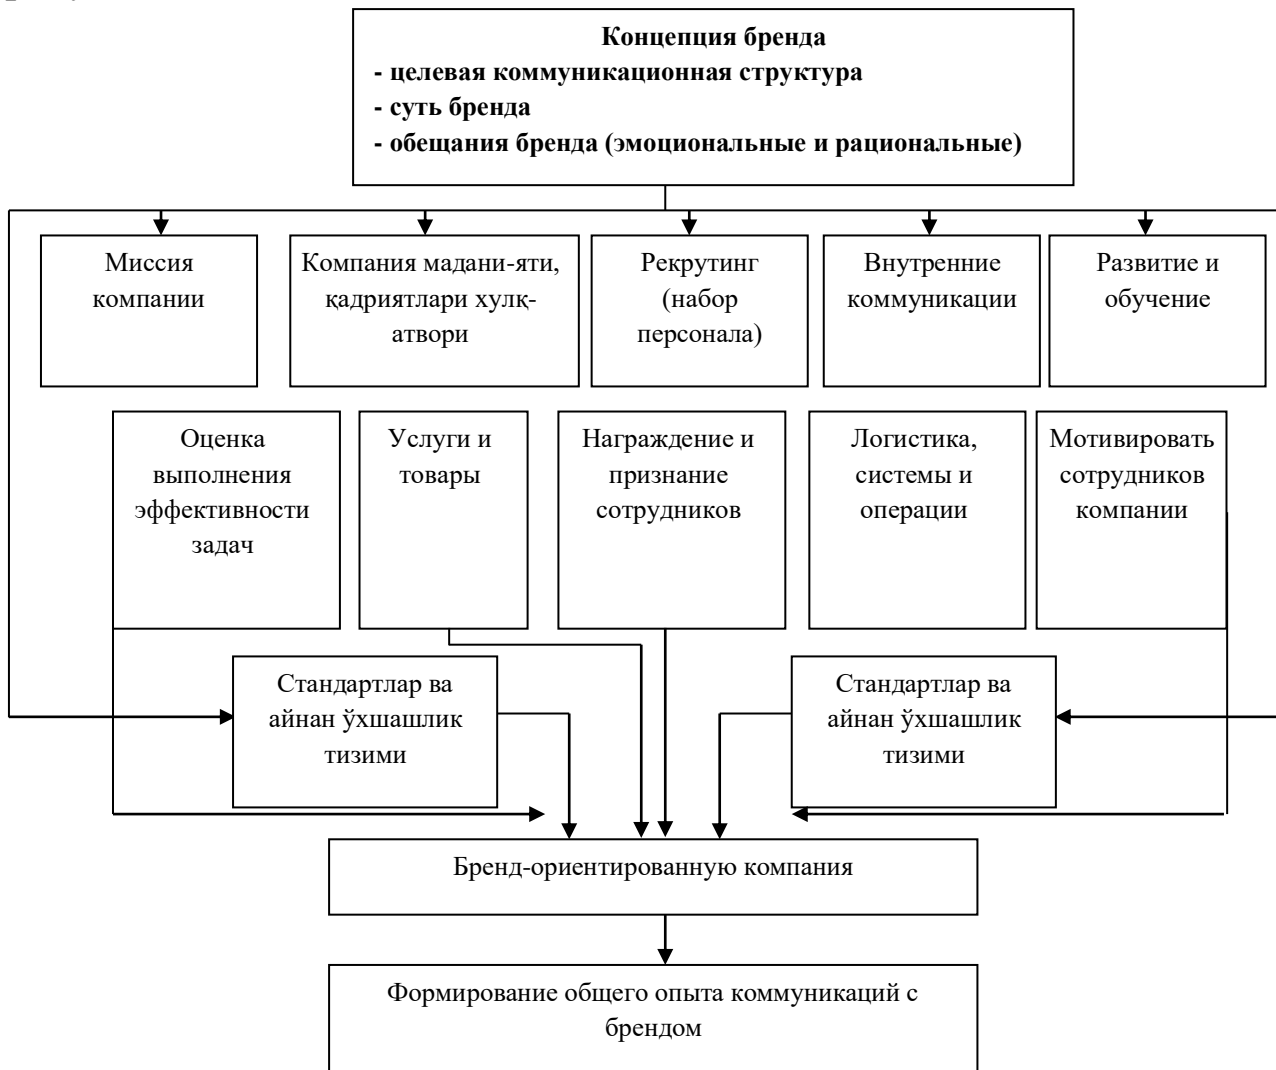 Концепция бренда
- целевая коммуникационная структура
- суть бренда
- обещания бренда (эмоциональные и рациональные)
Миссия
компании
Компания мадани-яти,
қадриятлари хулқ-
атвори
Рекрутинг
(набор
персонала)
Внутренние
коммуникации
Развитие и
обучение
Оценка
выполнения
эффективности
задач
Услуги и
товары
Награждение и
признание
сотрудников
Логистика,
системы и
операции
Мотивировать
сотрудников
компании
Стандартлар ва
айнан ўхшашлик
тизими
Стандартлар ва
айнан ўхшашлик
тизими
Бренд-ориентированную компания
Формирование общего опыта коммуникаций с
брендом